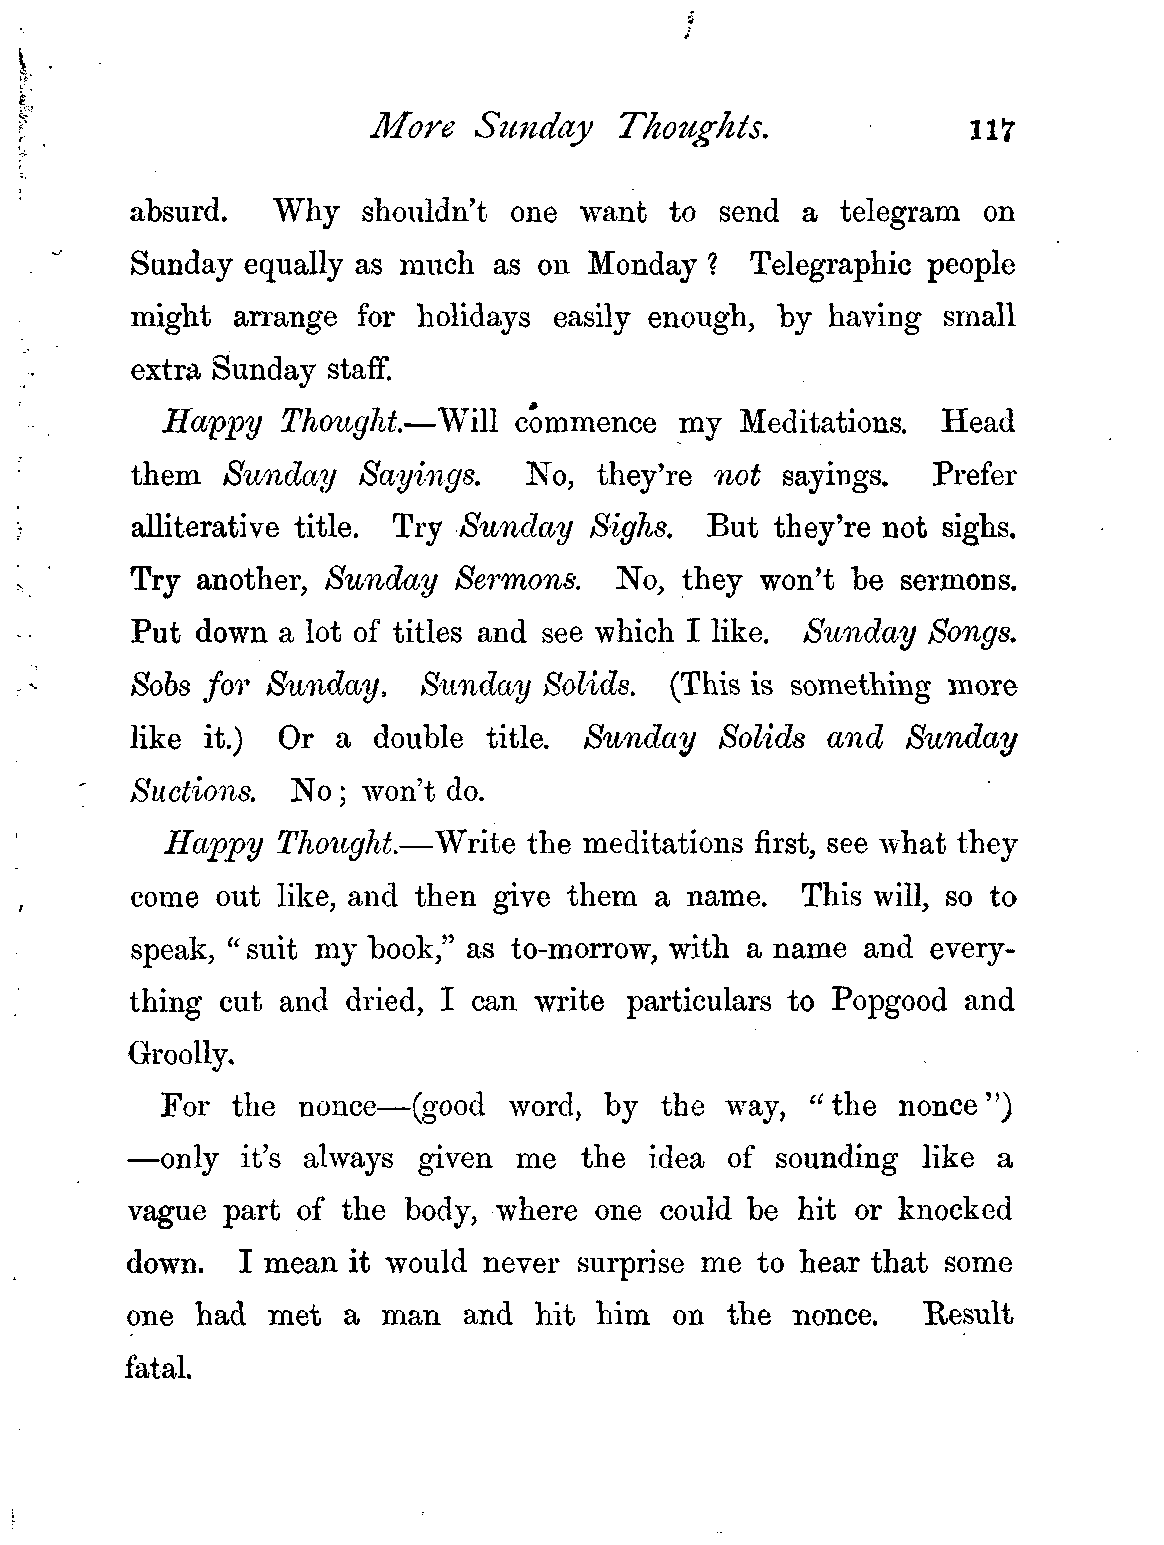 More Sunday Thoughts. 117
absurd. Why shouldn't one want to send a telegram on
Sunday equally as much as on Monday? Telegraphic people
might arrange for holidays easily enough, by having small
extra Sunday staff.
Happy Thought.—Will commence my Meditations. Head
them Sunday Sayings. No, they're not sayings. Prefer
alliterative title. Try Sunday Sighs. But they're not sighs.
Try another, Sunday Sermons. No, they won't be sermons.
Put down a lot of titles and see which I like. Sunday Songs.
Sobs for Sunday. Sunday Solids. (This is something more
like it.) Or a double title. Sunday Solids and Sunday
Suctions. No; won't do.
Happy Thought.—Write the meditations first, see what they
come out like, and then give them a name. This will, so to
speak, "suit my book," as to-morrow, with a name and every-
thing cut and dried, I can write particulars to Popgood and
Groolly.
For the nonce—(good word, by the way, "the nonce")
—only it's always given me the idea of sounding like a
vague part of the body, where one could be hit or knocked
down. I mean it would never surprise me to hear that some
one had met a man and hit him on the nonce. Result
fatal.